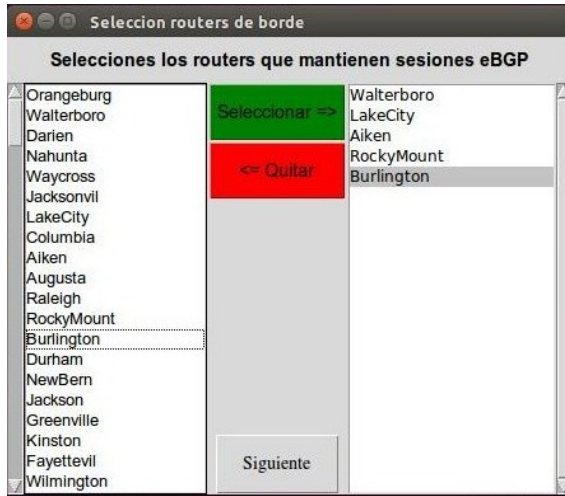 Seleccion routers de borde
Selecciones los routers que mantienen sesiones eBGP
Orangeburg
Walterboro
Darien
Nahunta
Waycross
Jacksonvil
LakeCity
Columbia
Aiken
Augusta
Raleigh
RockyMount
Burlington
Durham
NewBern
Jackson
Greenville
Kinston
Fayettevil
Wilmington
Seleccionar =>
<= Quitar
Siguiente
Walterboro
LakeCity
Aiken
RockyMount
Burlington